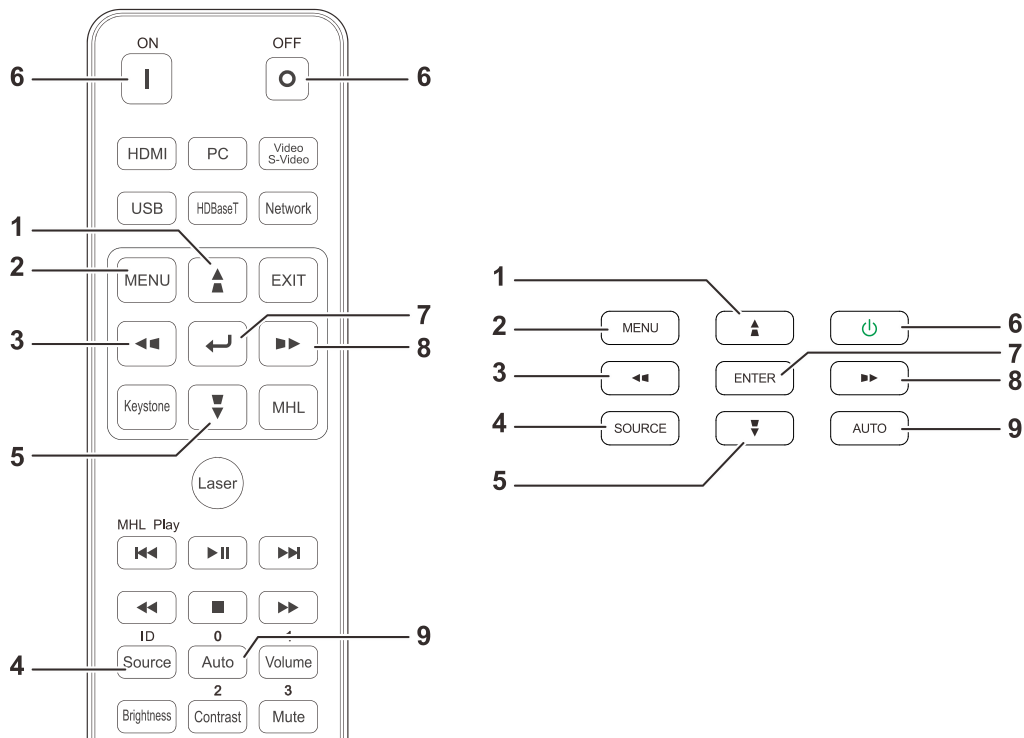 ON OFF
6 6
HDMI PC Video S-Video
USB HDBaseT Network
1
2 MENU EXIT
7
3 8
Keystone MHL
5
Laser
MHL Play
ID 0
9
4 Source Auto Volume
2 3
Brightness Contrast Mute
1
2 MENU 6
7
3 ENTER 8
4 SOURCE AUTO 9
5